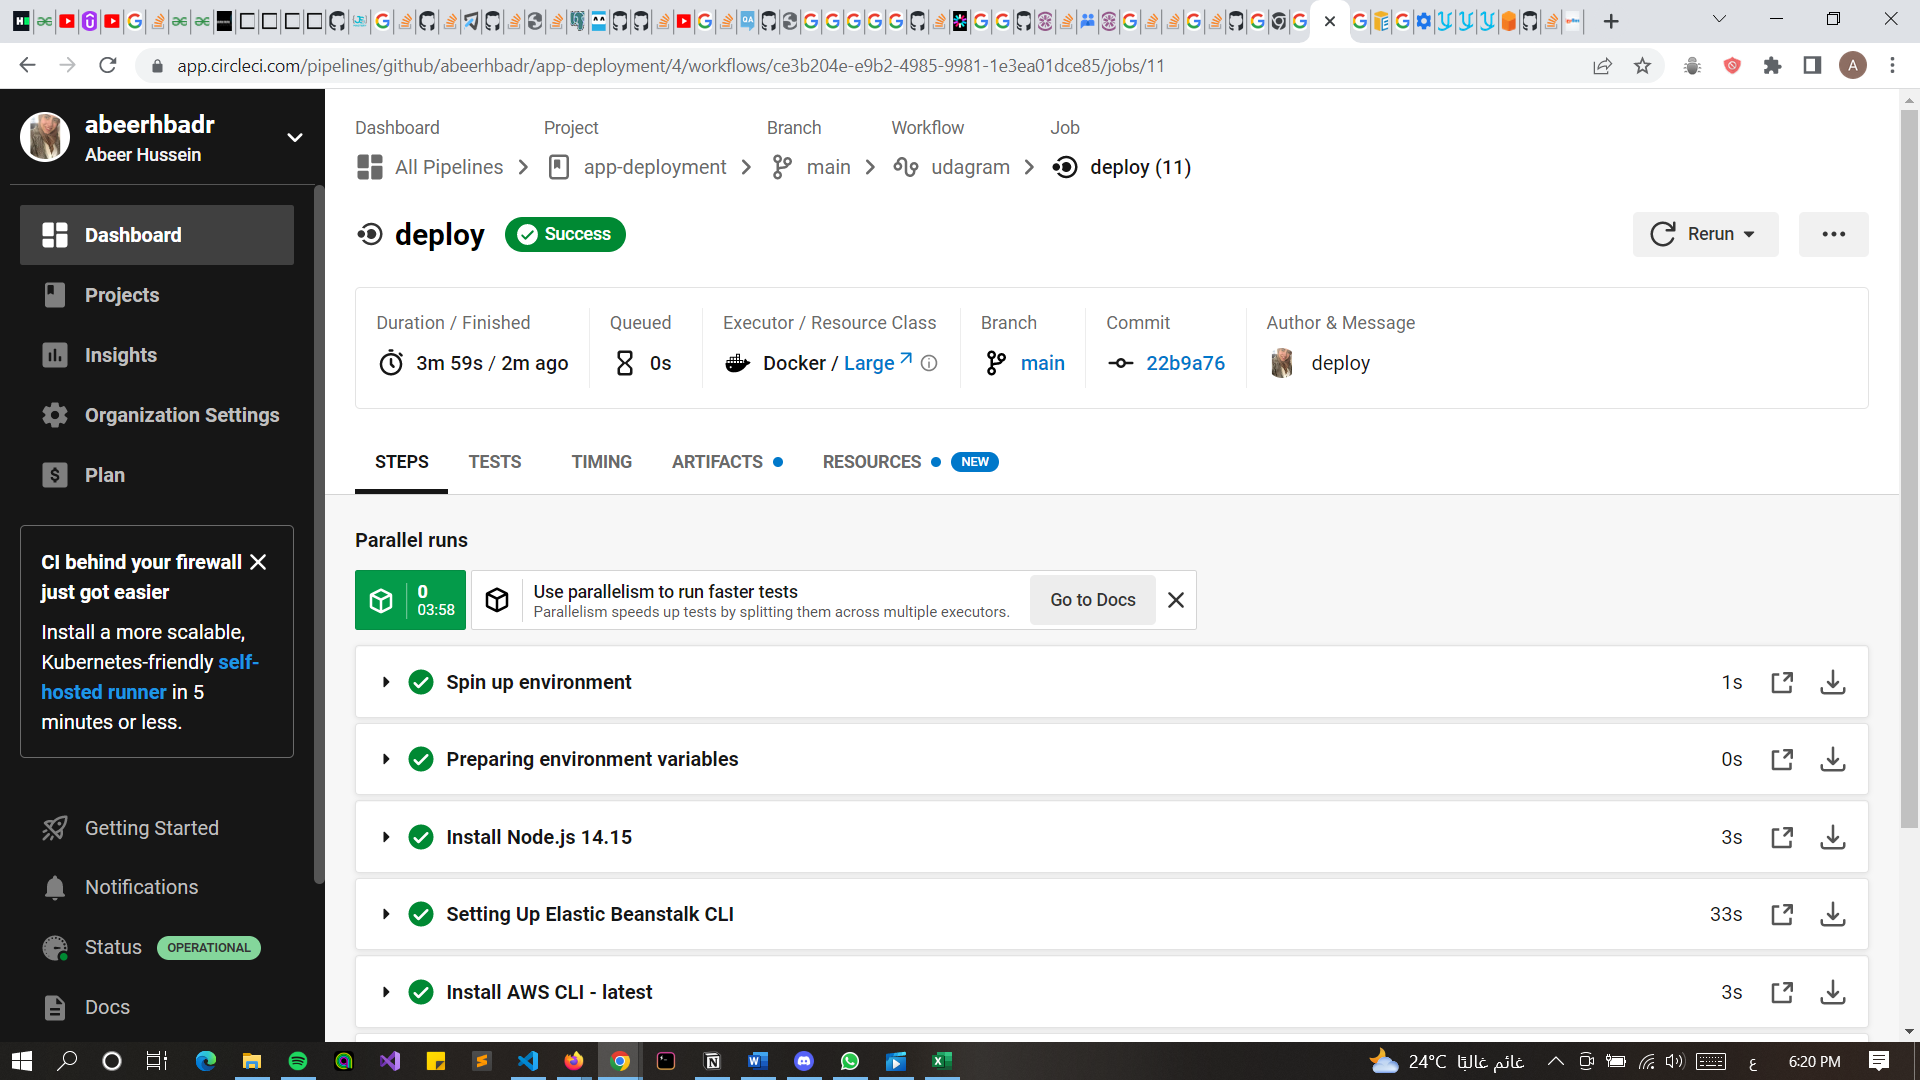 app.circleci.com/pipelines/github/abeerhbadr/app-deployment/4/workflows/ce3b204e-e9b2-4985-9981-1e3ea01dce85/jobs/11
A
abeerhbadr
Abeer Hussein
Dashboard
Projects
Insights
Organization Settings
Plan
CI behind your firewall
just got easier
Install a more scalable,
Kubernetes-friendly self-
hosted runner in 5
minutes or less.
Getting Started
Notifications
Status OPERATIONAL
Docs
Dashboard Project Branch Workflow Job
All Pipelines app-deployment main udagram deploy (11)
deploy Success
Rerun
Duration / Finished Queued Executor / Resource Class Branch Commit Author & Message
3m 59s / 2m ago 0s Docker / Large main 22b9a76 deploy
STEPS TESTS TIMING ARTIFACTS RESOURCES NEW
Parallel runs
0
03:58
Use parallelism to run faster tests
Parallelism speeds up tests by splitting them across multiple executors.
Go to Docs
Spin up environment 1s
Preparing environment variables 0s
Install Node.js 14.15 3s
Setting Up Elastic Beanstalk CLI 33s
Install AWS CLI - latest 3s
24°C غائم غالبًا
ع
6:20 PM